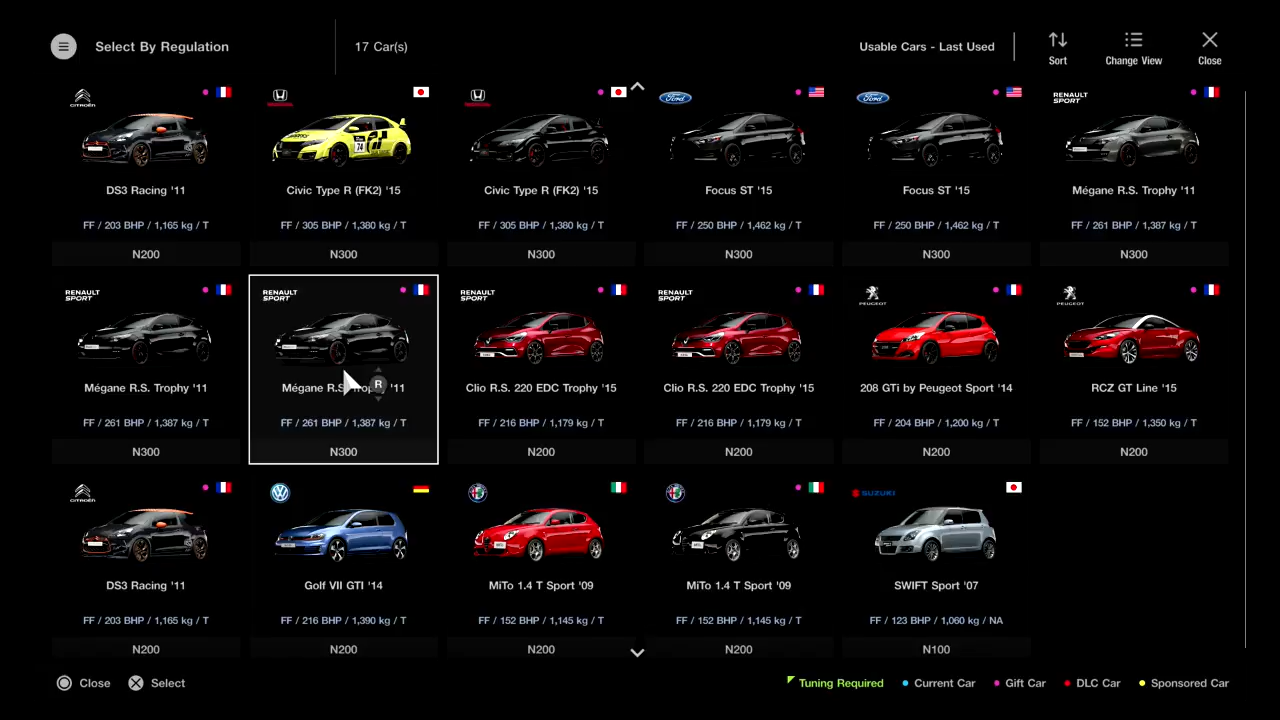 Select By Regulation
17 Car(s)
Usable Cars - Last Used
Sort
Change View
Close
CITROËN
HONDA
HONDA
Ford
Ford
RENAULT SPORT
74
DS3 Racing '11
Civic Type R (FK2) '15
Civic Type R (FK2) '15
Focus ST '15
Focus ST '15
Mégane R.S. Trophy '11
FF / 203 BHP / 1,165 kg / T
FF / 305 BHP / 1,380 kg / T
FF / 305 BHP / 1,380 kg / T
FF / 250 BHP / 1,462 kg / T
FF / 250 BHP / 1,462 kg / T
FF / 261 BHP / 1,387 kg / T
N200
N300
N300
N300
N300
N300
RENAULT SPORT
RENAULT SPORT
RENAULT SPORT
RENAULT SPORT
PEUGEOT
PEUGEOT
R
Mégane R.S. Trophy '11
Mégane R.S. Trophy '11
Clio R.S. 220 EDC Trophy '15
Clio R.S. 220 EDC Trophy '15
208 GTi by Peugeot Sport '14
RCZ GT Line '15
FF / 261 BHP / 1,387 kg / T
FF / 261 BHP / 1,387 kg / T
FF / 216 BHP / 1,179 kg / T
FF / 216 BHP / 1,179 kg / T
FF / 204 BHP / 1,200 kg / T
FF / 152 BHP / 1,350 kg / T
N300
N300
N200
N200
N200
N200
CITROËN
SUZUKI
DS3 Racing '11
Golf VII GTI '14
MiTo 1.4 T Sport '09
MiTo 1.4 T Sport '09
SWIFT Sport '07
FF / 203 BHP / 1,165 kg / T
FF / 216 BHP / 1,390 kg / T
FF / 152 BHP / 1,145 kg / T
FF / 152 BHP / 1,145 kg / T
FF / 123 BHP / 1,060 kg / NA
N200
N200
N200
N200
N100
Close
Select
Tuning Required
Current Car
Gift Car
DLC Car
Sponsored Car